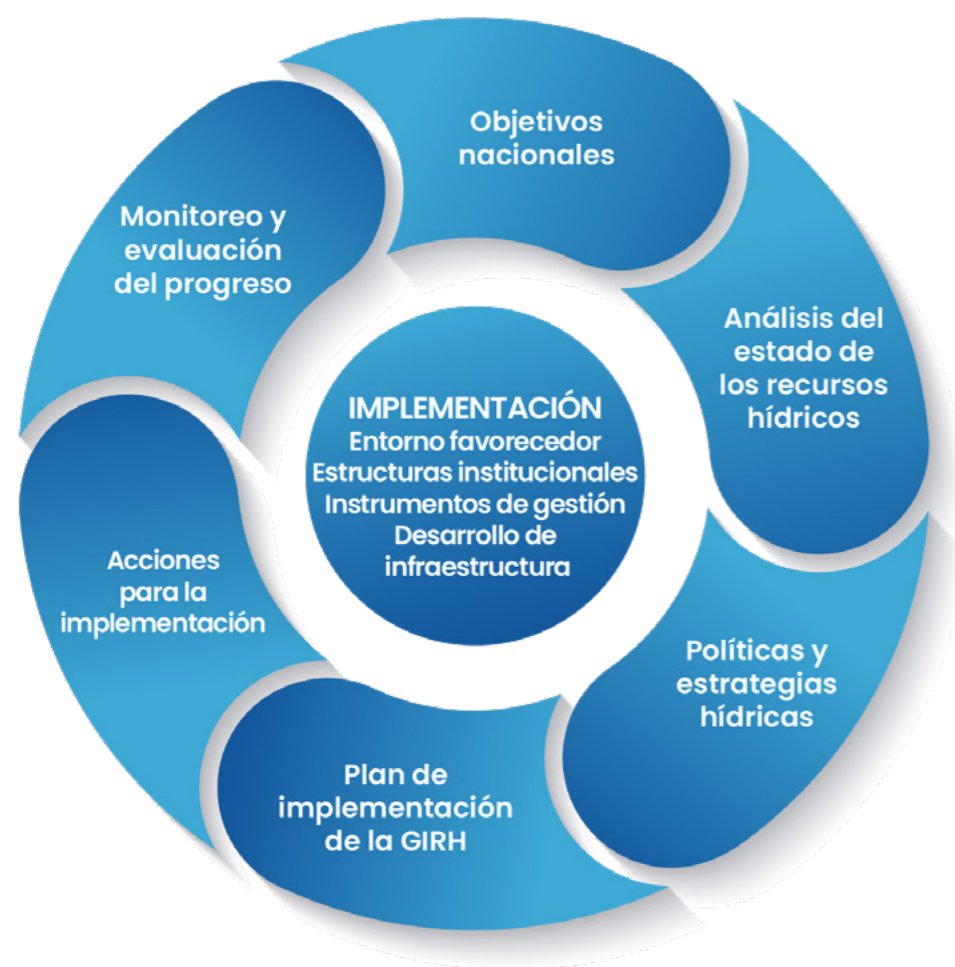 Objetivos
nacionales
Análisis del
estado de
los recursos
hídricos
Políticas y
estrategias
hídricas
Plan de
implementación
de la GIRH
Acciones
para la
implementación
Monitoreo y
evaluación
del progreso
IMPLEMENTACIÓN
Entorno favorecedor
Estructuras institucionales
Instrumentos de gestión
Desarrollo de
infraestructura